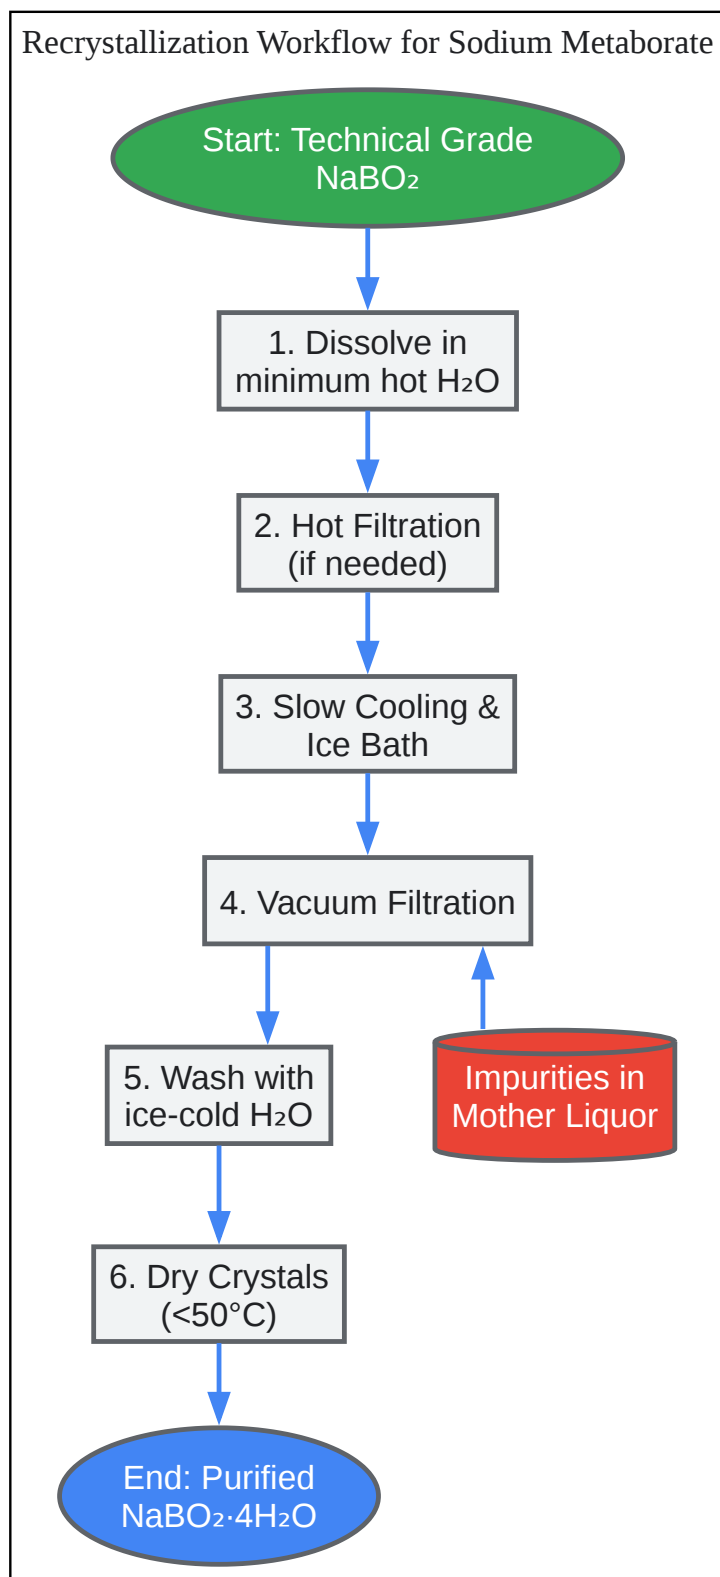 Recrystallization Workflow for Sodium Metaborate
Start: Technical Grade
NaBO₂
1. Dissolve in
minimum hot H₂O
2. Hot Filtration
(if needed)
3. Slow Cooling &
Ice Bath
4. Vacuum Filtration
5. Wash with
ice-cold H₂O
Impurities in
Mother Liquor
6. Dry Crystals
(<50°C)
End: Purified
NaBO₂·4H₂O